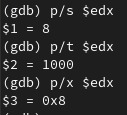 (gdb) p/s $edx
$1 = 8
(gdb) p/t $edx
$2 = 1000
(gdb) p/x $edx
$3 = 0x8